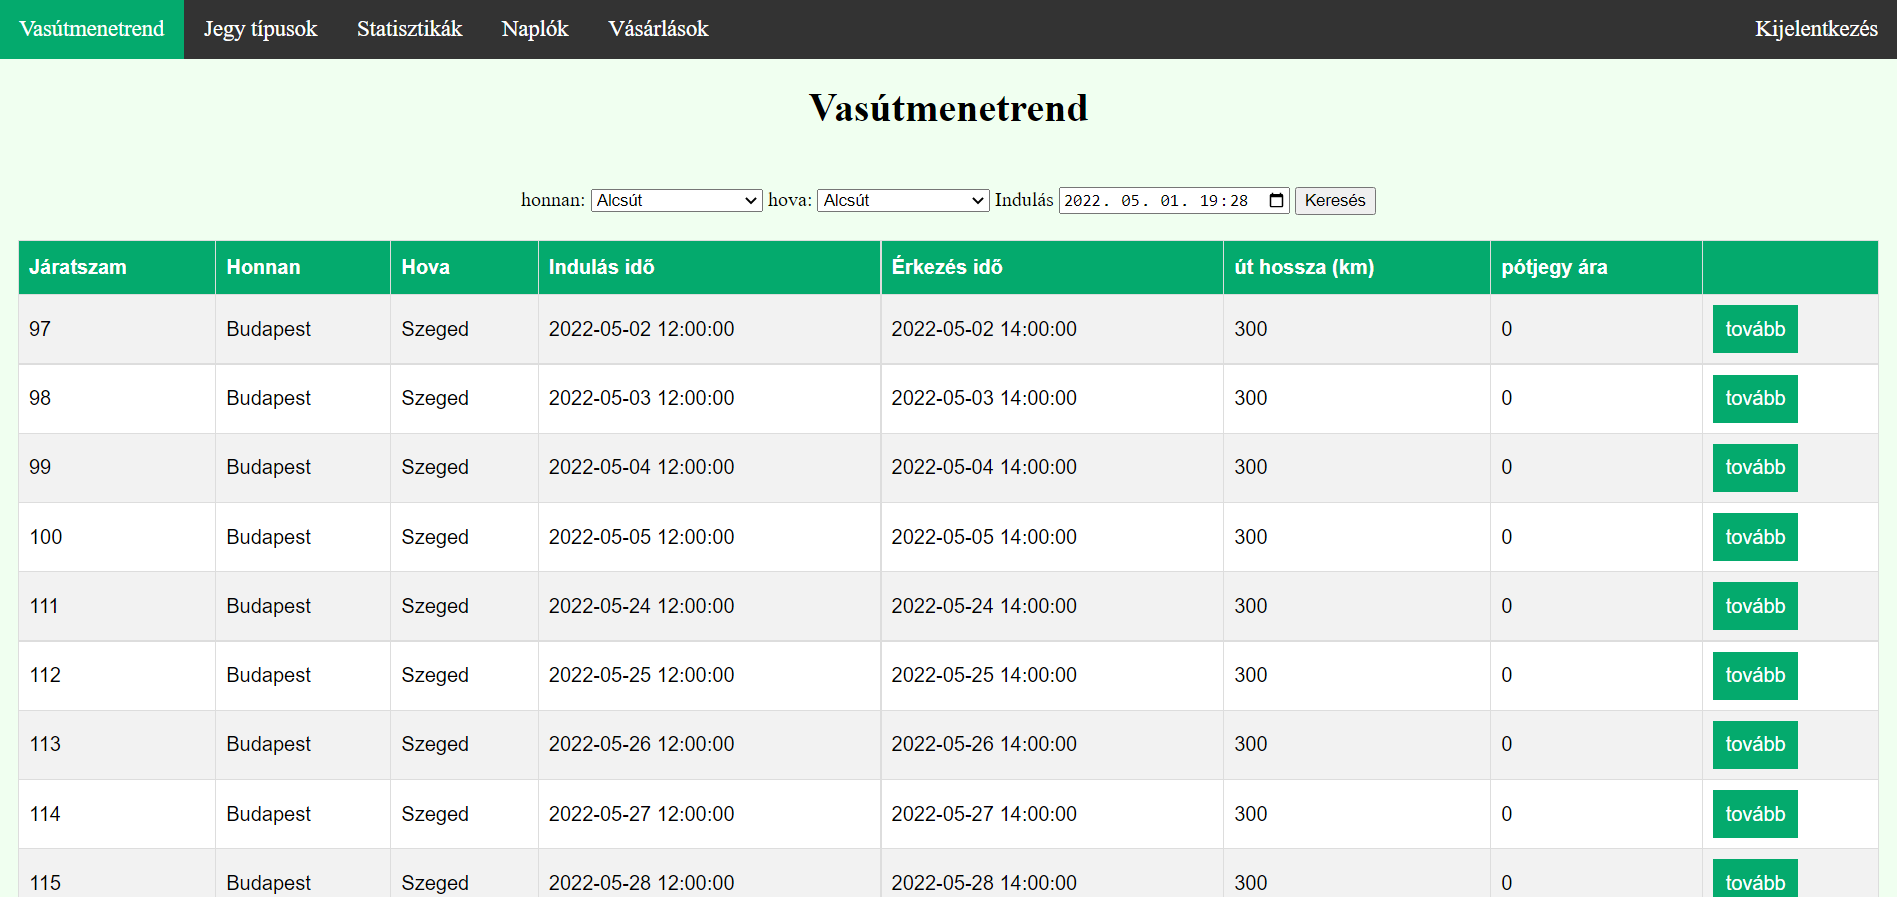 Vasútmenetrend Jegy típusok Statisztikák Naplók Vásárlások Kijelentkezés
Vasútmenetrend
honnan: Alcsút hova: Alcsút Indulás 2022. 05. 01. 19:28 Keresés
Járatszam Honnan Hova Indulás idő Érkezés idő út hossza (km) pótjegy ára
97 Budapest Szeged 2022-05-02 12:00:00 2022-05-02 14:00:00 300 0 tovább
98 Budapest Szeged 2022-05-03 12:00:00 2022-05-03 14:00:00 300 0 tovább
99 Budapest Szeged 2022-05-04 12:00:00 2022-05-04 14:00:00 300 0 tovább
100 Budapest Szeged 2022-05-05 12:00:00 2022-05-05 14:00:00 300 0 tovább
111 Budapest Szeged 2022-05-24 12:00:00 2022-05-24 14:00:00 300 0 tovább
112 Budapest Szeged 2022-05-25 12:00:00 2022-05-25 14:00:00 300 0 tovább
113 Budapest Szeged 2022-05-26 12:00:00 2022-05-26 14:00:00 300 0 tovább
114 Budapest Szeged 2022-05-27 12:00:00 2022-05-27 14:00:00 300 0 tovább
115 Budapest Szeged 2022-05-28 12:00:00 2022-05-28 14:00:00 300 0 tovább